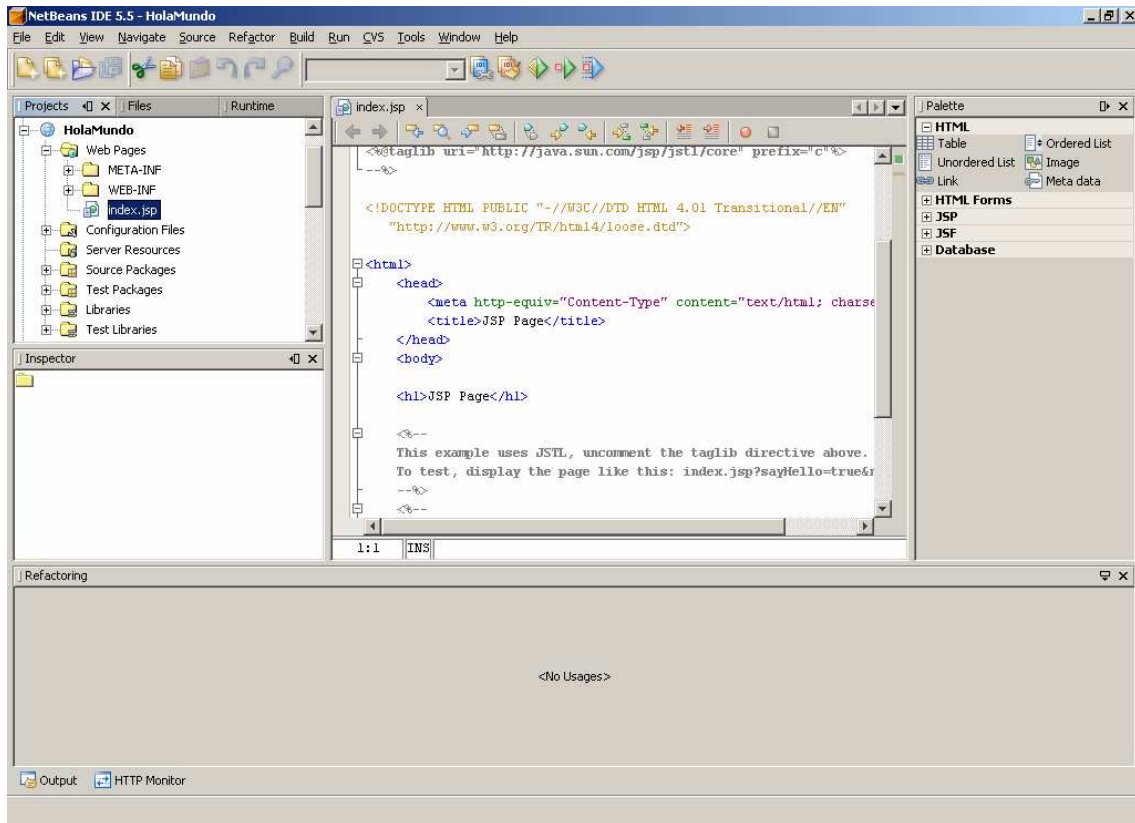 NetBeans IDE 5.5 - HolaMundo
File Edit View Navigate Source Refactor Build Run CVS Tools Window Help
Projects Files Runtime
HolaMundo
Web Pages
META-INF
WEB-INF
index.jsp
Configuration Files
Server Resources
Source Packages
Test Packages
Libraries
Test Libraries
Inspector
index.jsp
<%@taglib uri="http://java.sun.com/jsp/jstl/core" prefix="c"%>
--%>
<!DOCTYPE HTML PUBLIC "-//W3C//DTD HTML 4.01 Transitional//EN"
"http://www.w3.org/TR/html4/loose.dtd">
<html>
<head>
<meta http-equiv="Content-Type" content="text/html; charse
<title>JSP Page</title>
</head>
<body>
<h1>JSP Page</h1>
<%--
This example uses JSTL, uncomment the taglib directive above.
To test, display the page like this: index.jsp?sayHello=true&
--%>
<%--
1:1 INS
Palette
HTML
Table Ordered List
Unordered List Image
Link Meta data
HTML Forms
JSP
JSF
Database
Refactoring
<No Usages>
Output HTTP Monitor